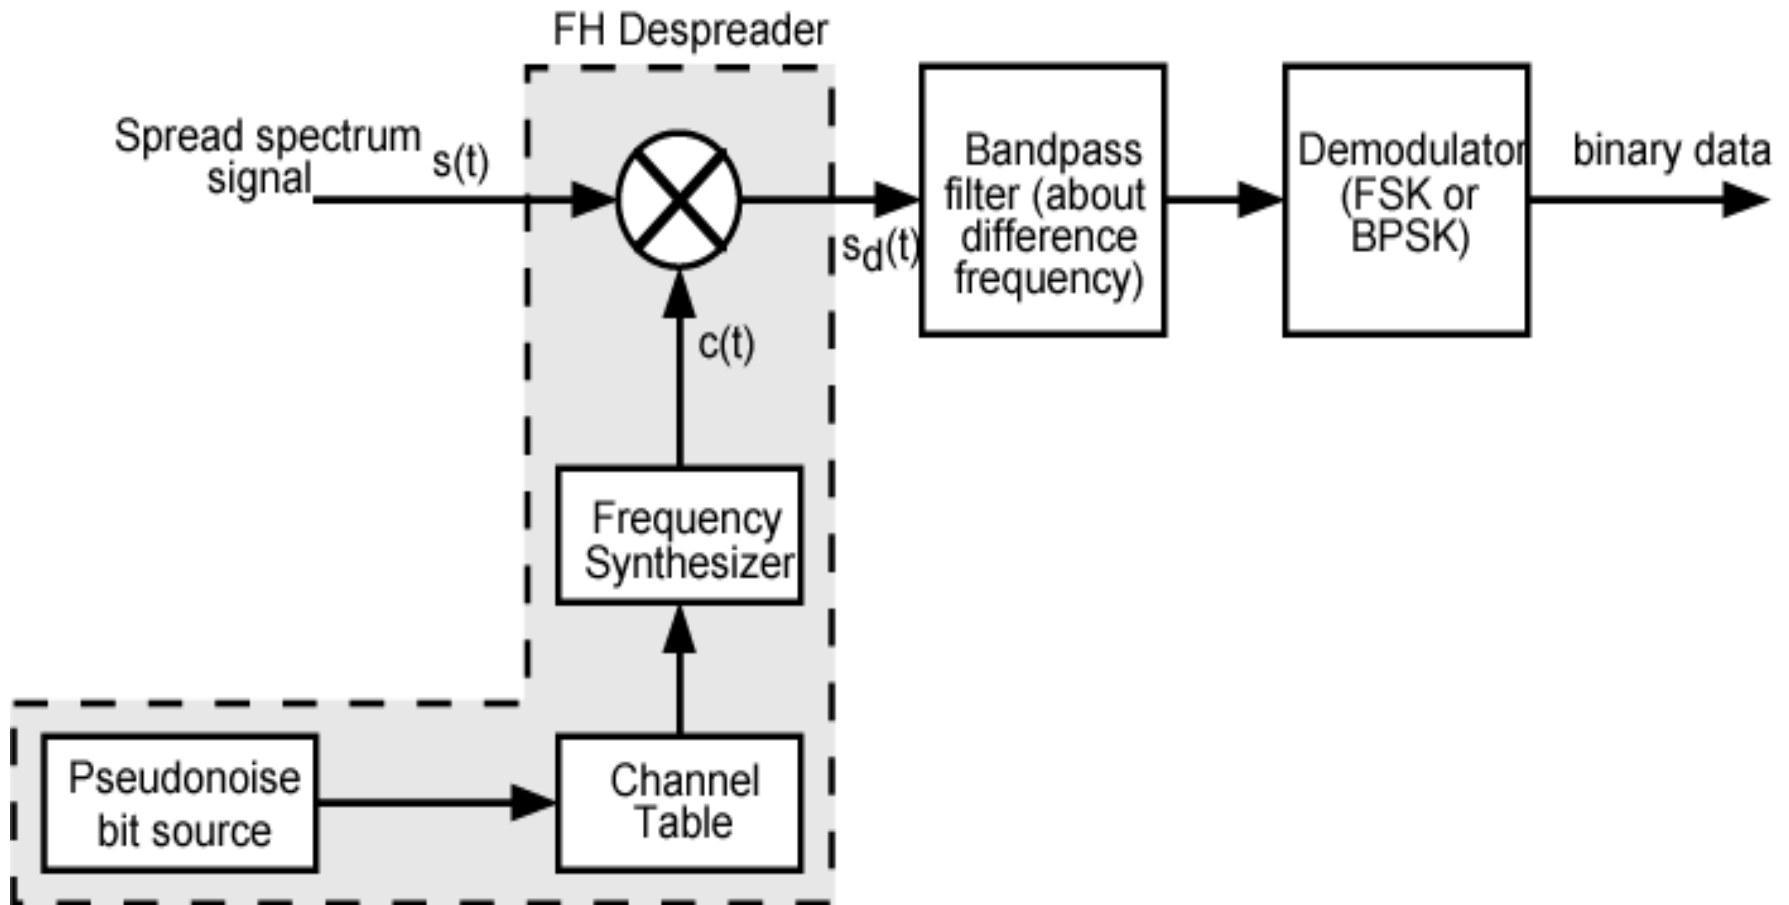 FH Despreader
Spread spectrum
signal
s(t)
Bandpass
filter (about
difference
frequency)
Demodulator
(FSK or
BPSK)
binary data
sd(t)
c(t)
Frequency
Synthesizer
Pseudonoise
bit source
Channel
Table